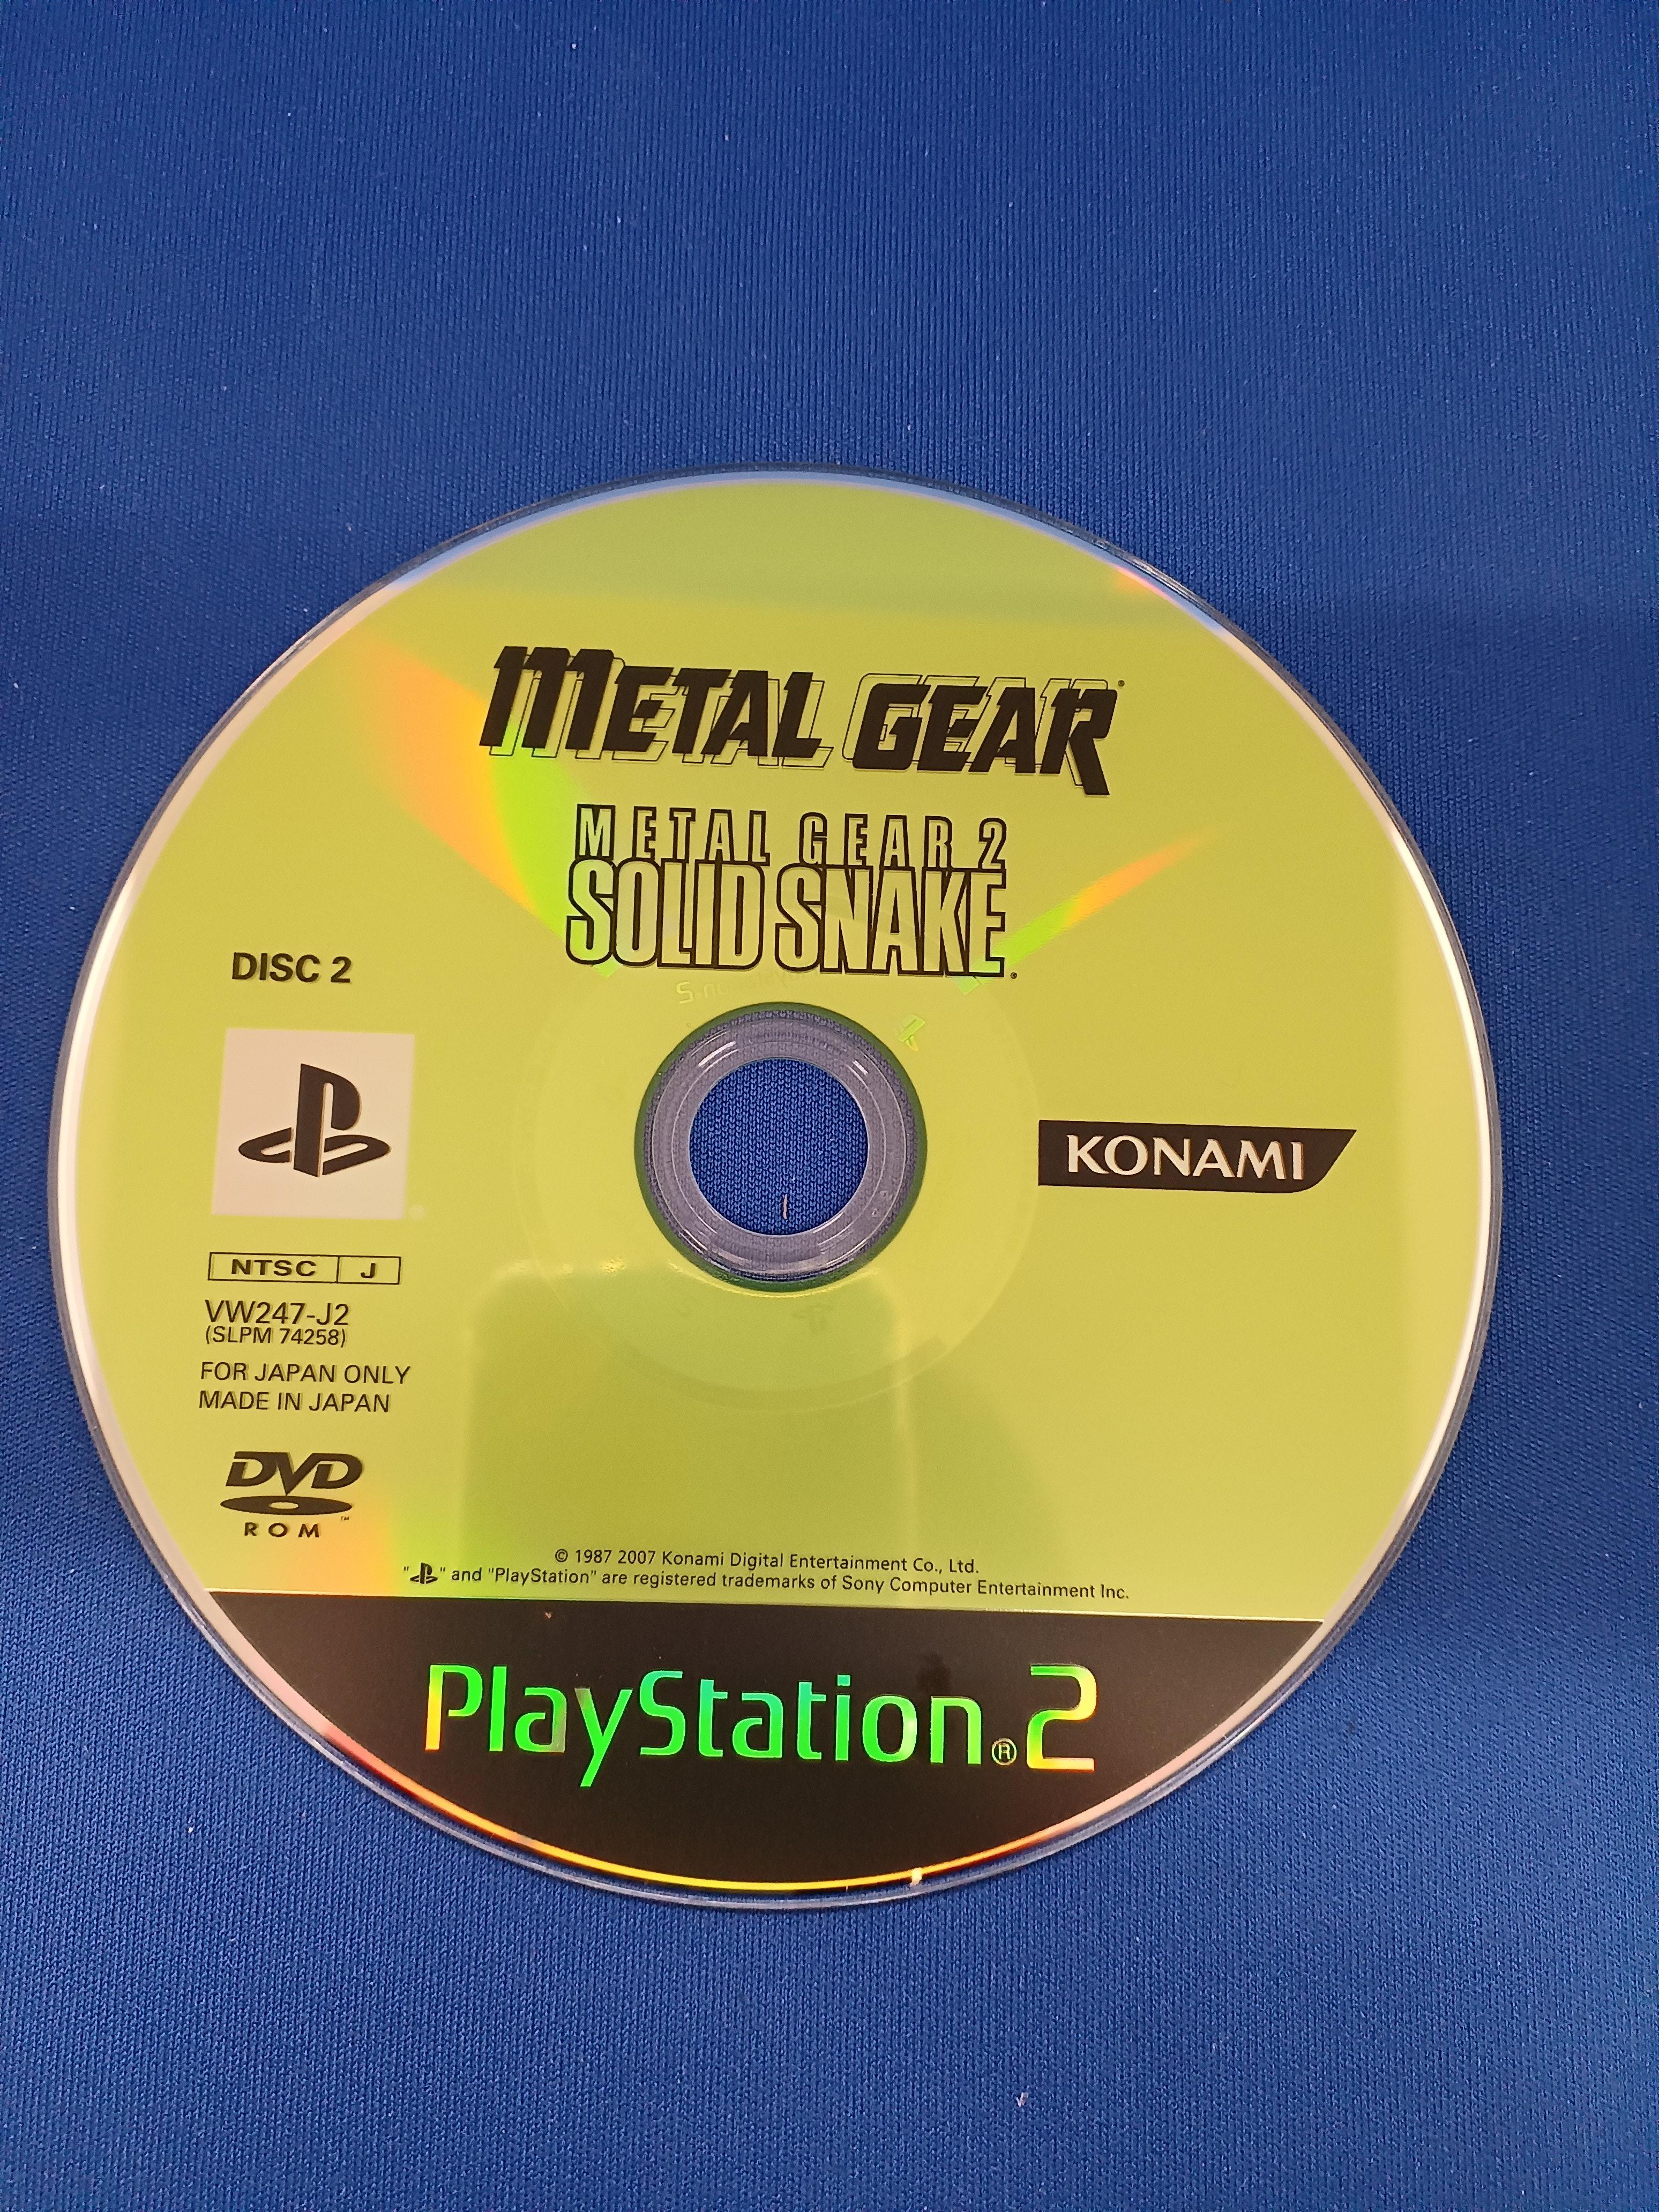 METAL GEAR®
METAL GEAR 2
SOLID SNAKE®
DISC 2
KONAMI
NTSC J
VW247-J2
(SLPM 74258)
FOR JAPAN ONLY
MADE IN JAPAN
DVD
ROM ™
© 1987 2007 Konami Digital Entertainment Co., Ltd.
" " and "PlayStation" are registered trademarks of Sony Computer Entertainment Inc.
PlayStation®2